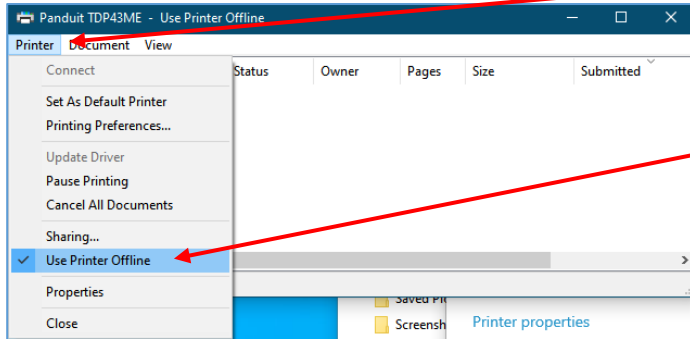 Panduit TDP43ME - Use Printer Offline
Printer Document View
Connect
Status Owner Pages Size Submitted
Set As Default Printer
Printing Preferences...
Update Driver
Pause Printing
Cancel All Documents
Sharing...
Use Printer Offline
Properties
Close
Saved Pic
Screensh
Printer properties